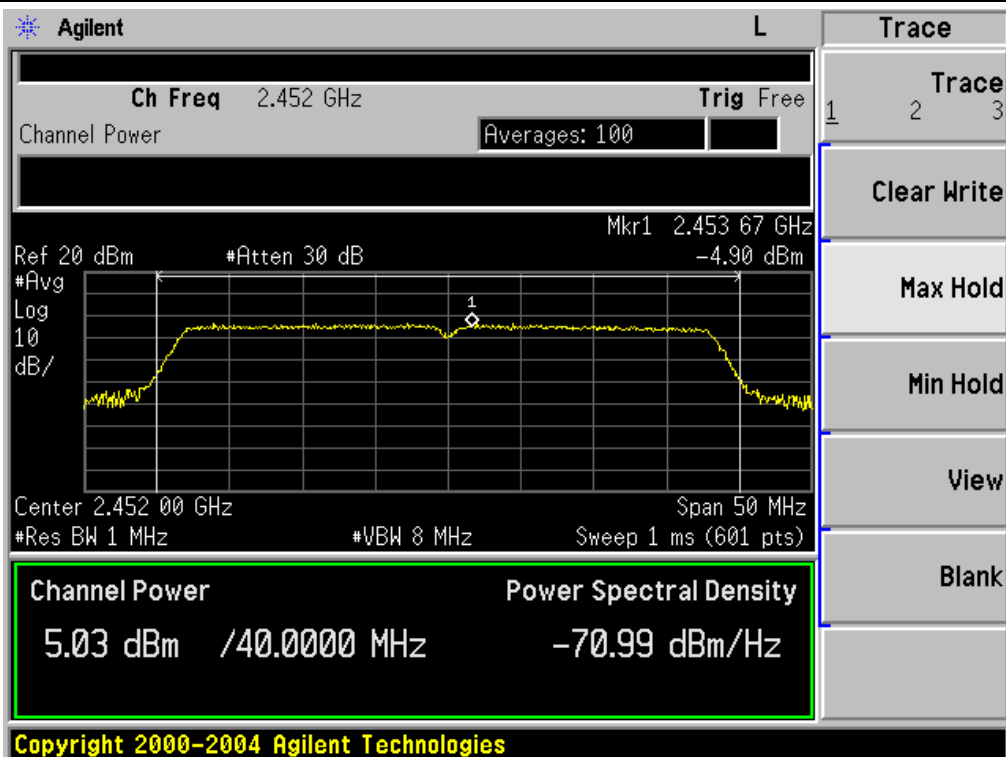 Agilent L Trace
Ch Freq 2.452 GHz Trig Free
Channel Power Averages: 100
Mkr1 2.453 67 GHz
Ref 20 dBm #Atten 30 dB -4.90 dBm
#Avg
Log
10
dB/
1
Center 2.452 00 GHz Span 50 MHz
#Res BW 1 MHz #VBW 8 MHz Sweep 1 ms (601 pts)
Channel Power Power Spectral Density
5.03 dBm /40.0000 MHz -70.99 dBm/Hz
Copyright 2000-2004 Agilent Technologies
Trace
1 2 3
Clear Write
Max Hold
Min Hold
View
Blank